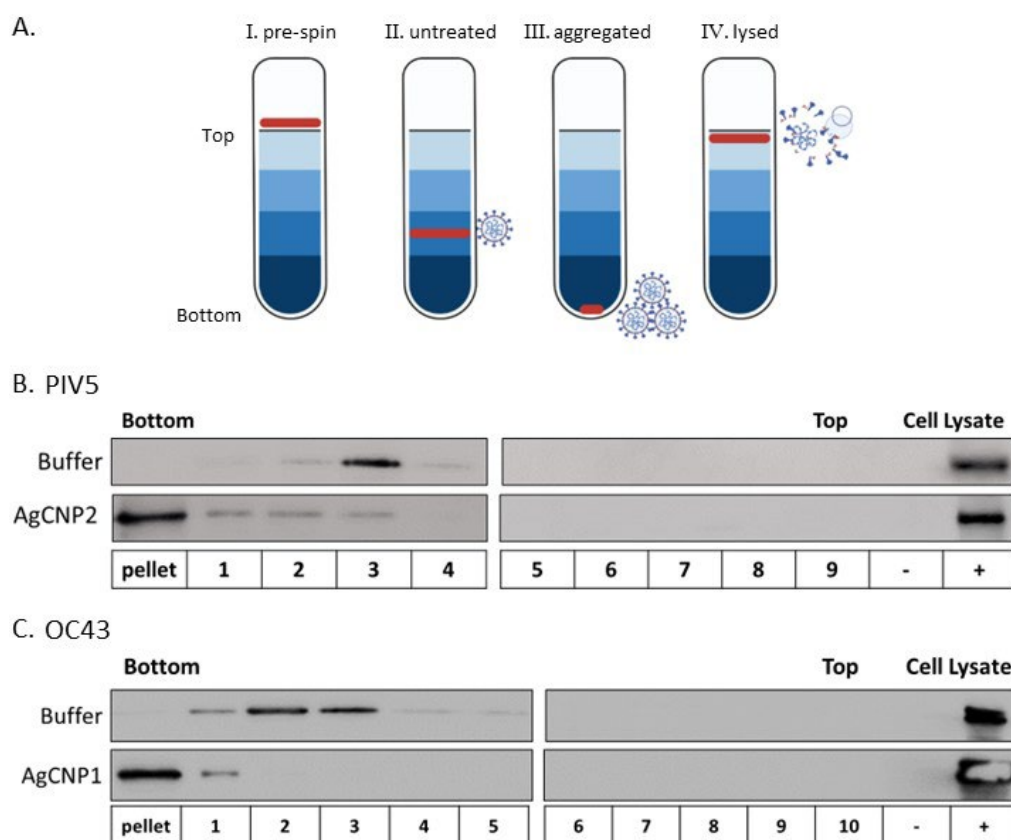 A.
I. pre-spin II. untreated III. aggregated IV. lysed
Top
Bottom
B. PIV5
Bottom Top Cell Lysate
Buffer
AgCNP2
pellet 1 2 3 4 5 6 7 8 9 - +
C. OC43
Bottom Top Cell Lysate
Buffer
AgCNP1
pellet 1 2 3 4 5 6 7 8 9 10 - +